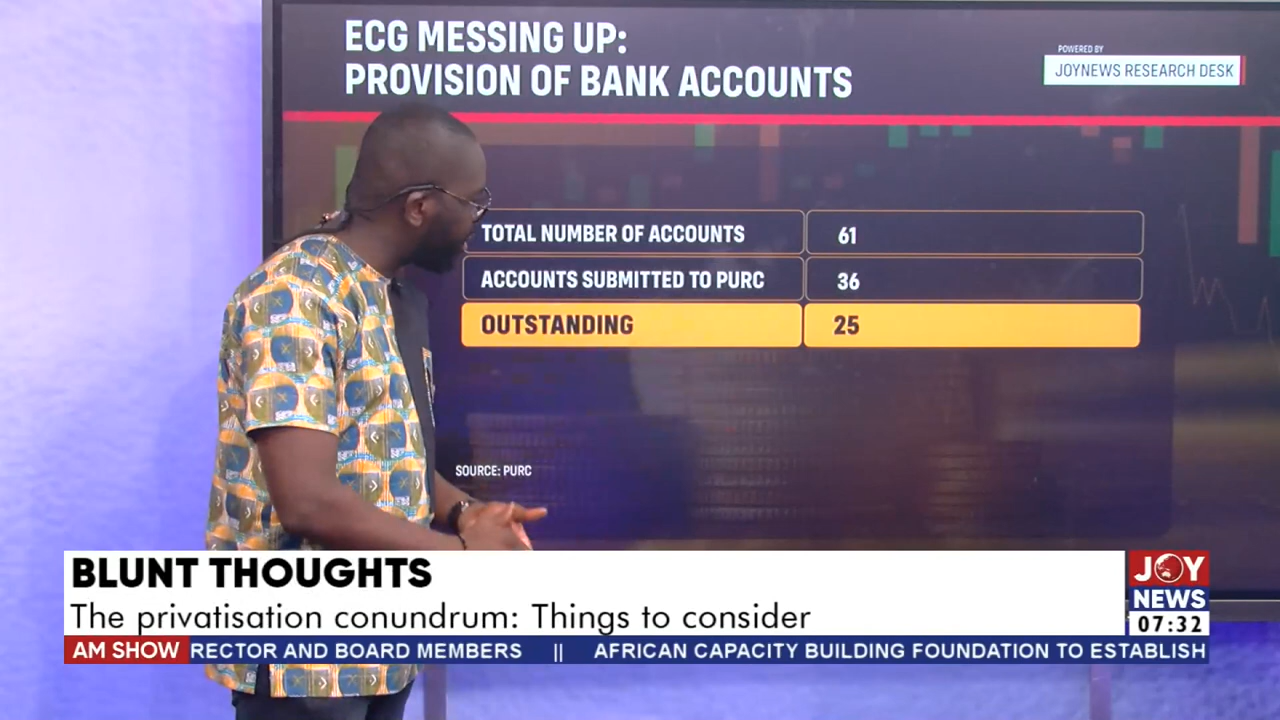 ECG MESSING UP:
PROVISION OF BANK ACCOUNTS
POWERED BY
JOYNEWS RESEARCH DESK
TOTAL NUMBER OF ACCOUNTS 61
ACCOUNTS SUBMITTED TO PURC 36
OUTSTANDING 25
SOURCE: PURC
BLUNT THOUGHTS
The privatisation conundrum: Things to consider
JOY
NEWS
07:32
AM SHOW RECTOR AND BOARD MEMBERS || AFRICAN CAPACITY BUILDING FOUNDATION TO ESTABLISH